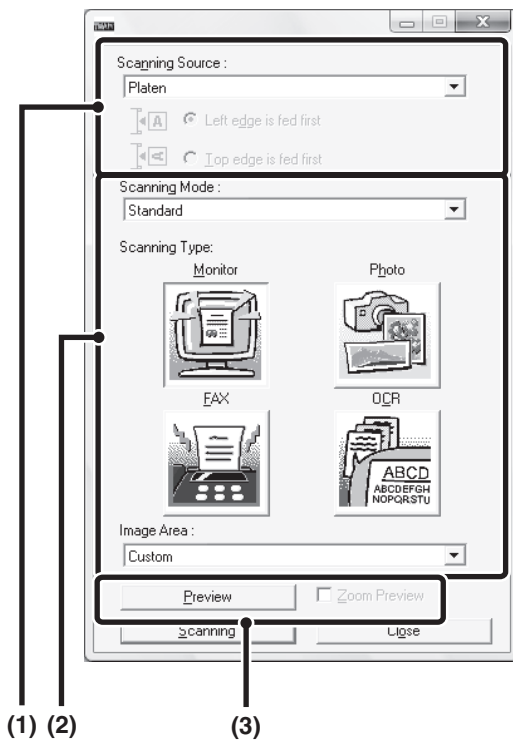 TWAIN
Scanning Source :
Platen
A Left edge is fed first
A Top edge is fed first
Scanning Mode :
Standard
Scanning Type:
Monitor Photo
FAX OCR
ABCD
ABCDEFGH
NOPQRSTU
Image Area :
Custom
Preview Zoom Preview
Scanning Close
(1) (2) (3)